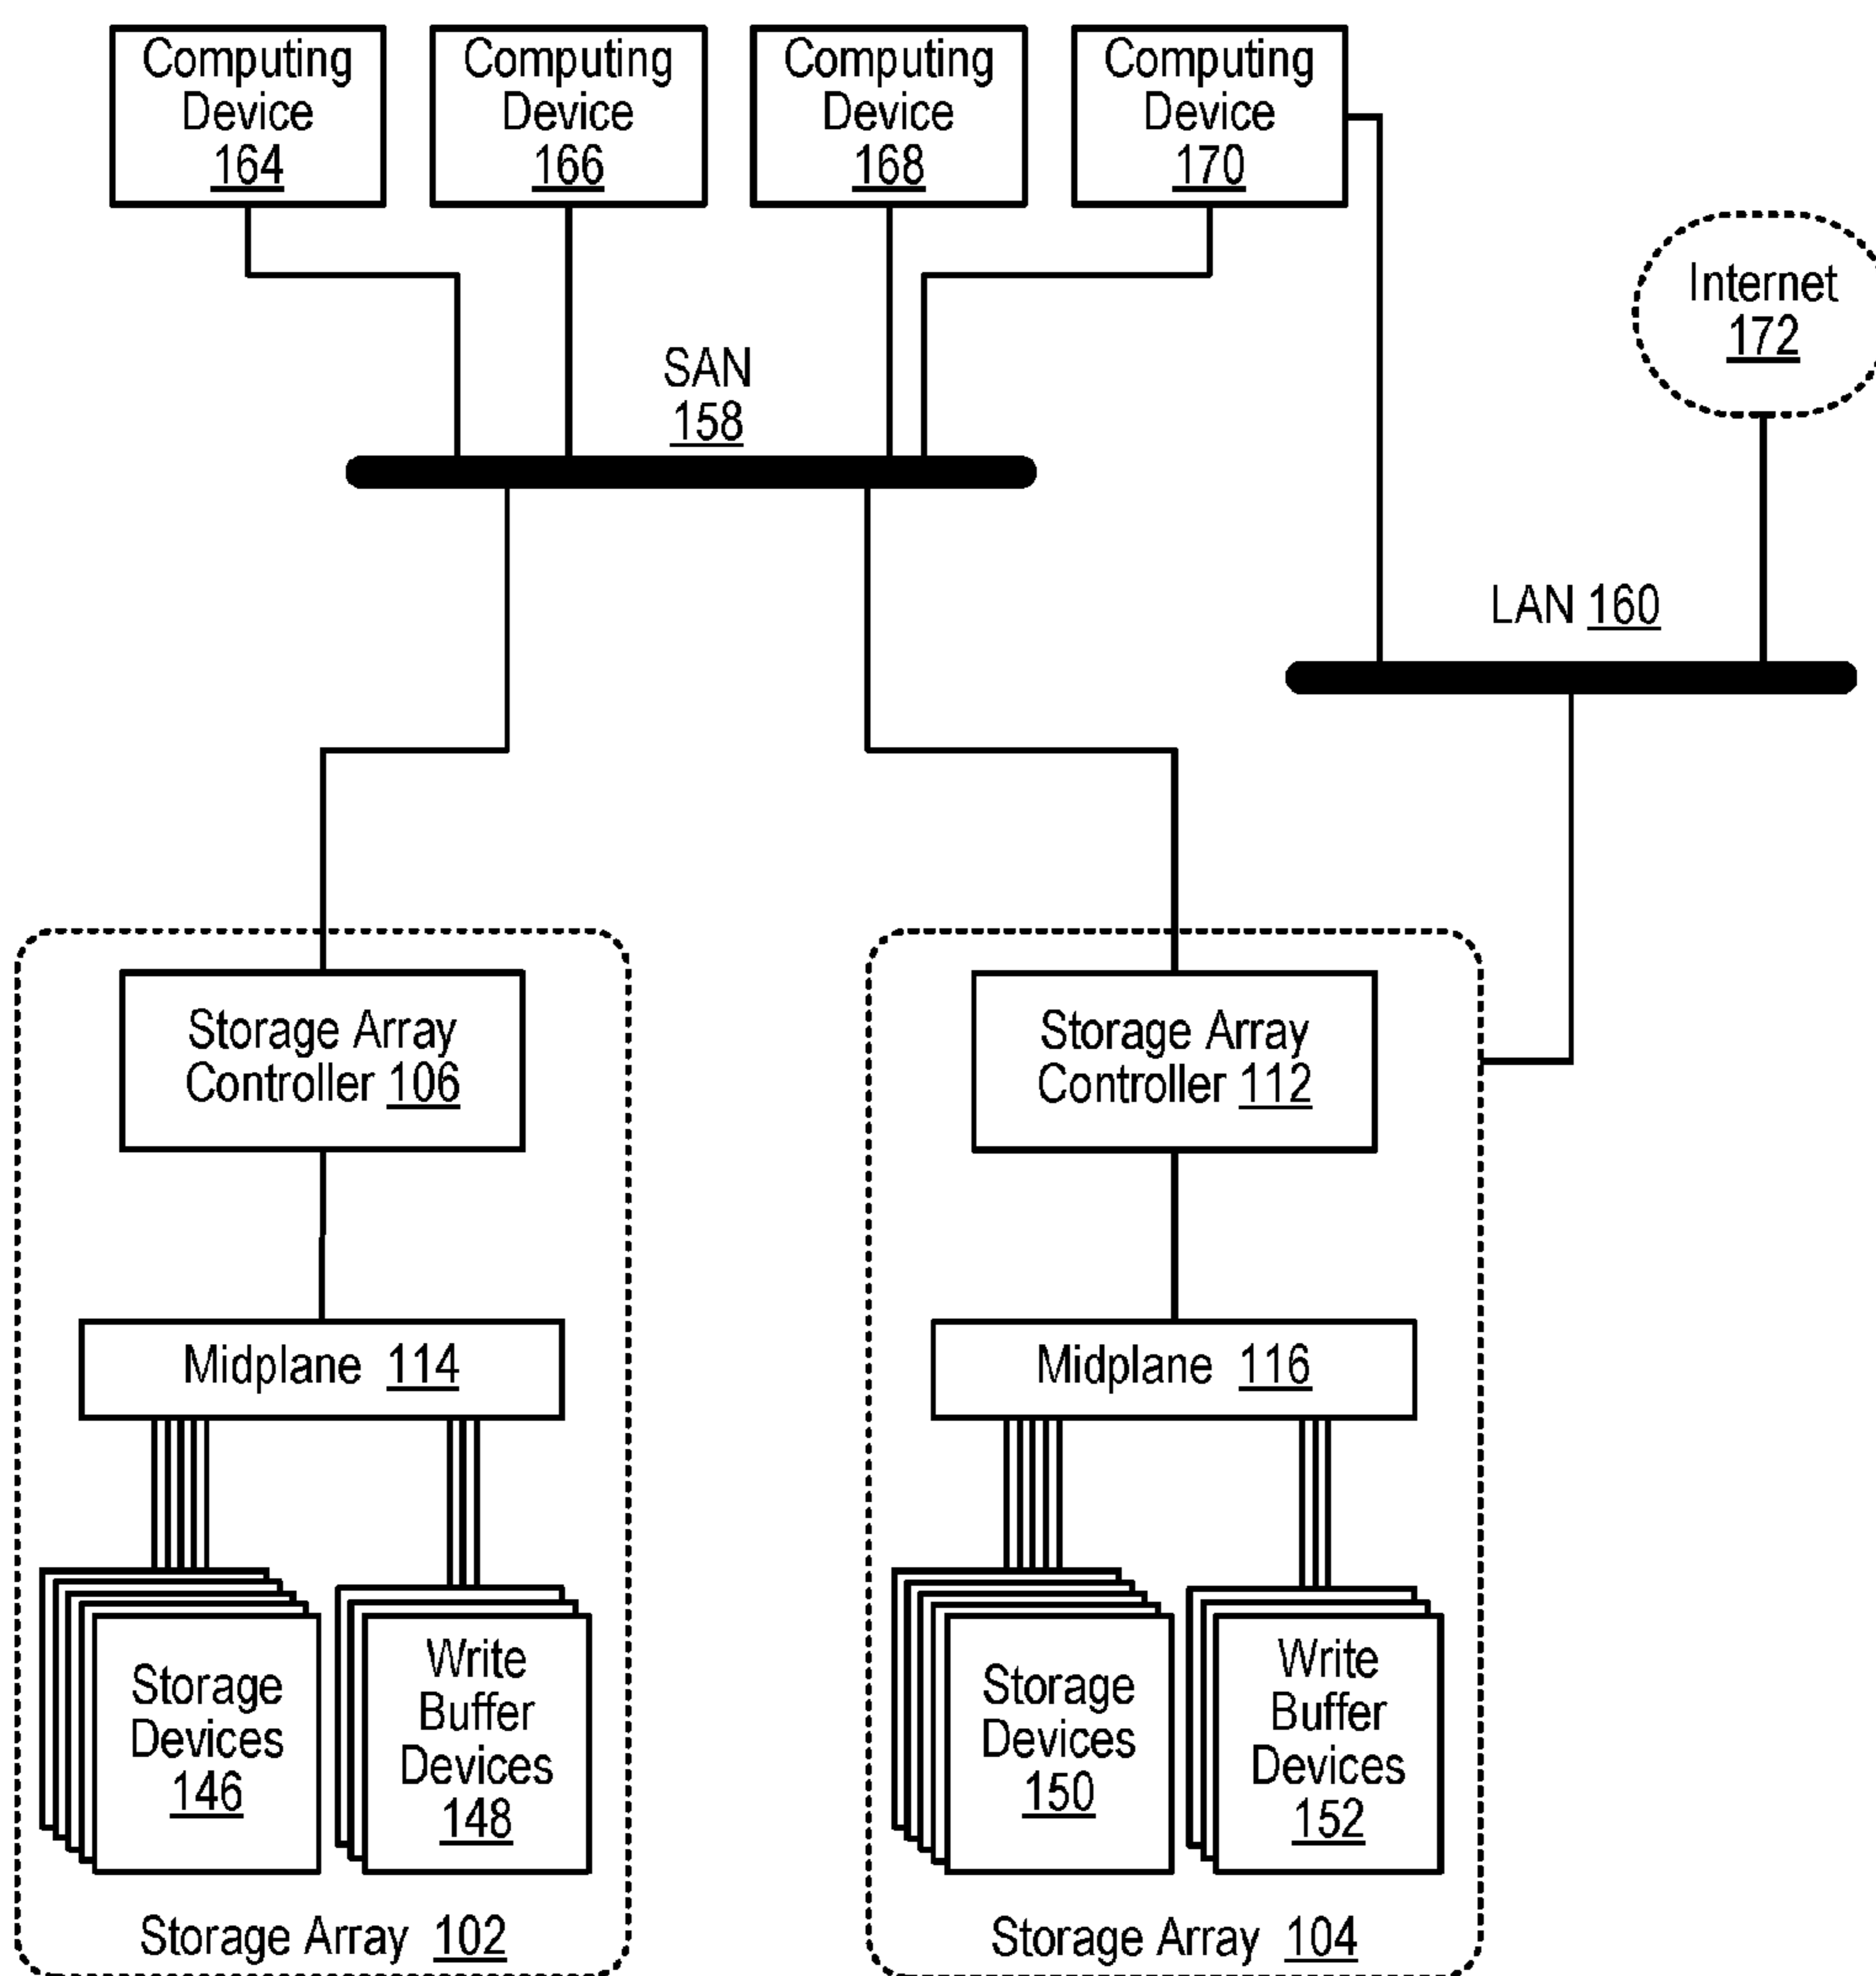 Computing
Device
164
Computing
Device
166
Computing
Device
168
Computing
Device
170
Internet
172
SAN
158
LAN 160
Storage Array
Controller 106
Storage Array
Controller 112
Midplane 114
Midplane 116
Storage
Devices
146
Write
Buffer
Devices
148
Storage
Devices
150
Write
Buffer
Devices
152
Storage Array 102
Storage Array 104